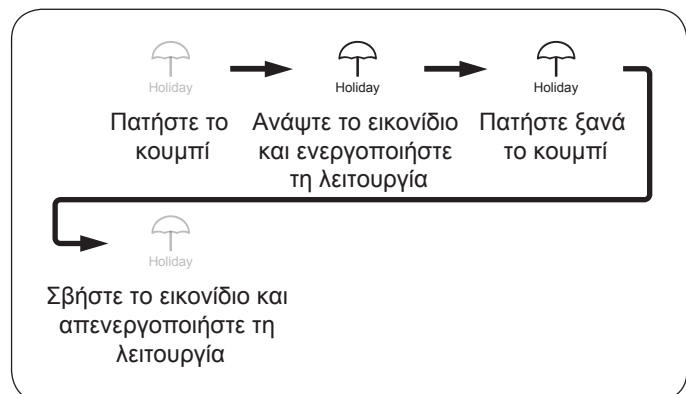 Holiday
Πατήστε το
κουμπί
Holiday
Ανάψτε το εικονίδιο
και ενεργοποιήστε
τη λειτουργία
Holiday
Πατήστε ξανά
το κουμπί
Holiday
Σβήστε το εικονίδιο και
απενεργοποιήστε τη
λειτουργία